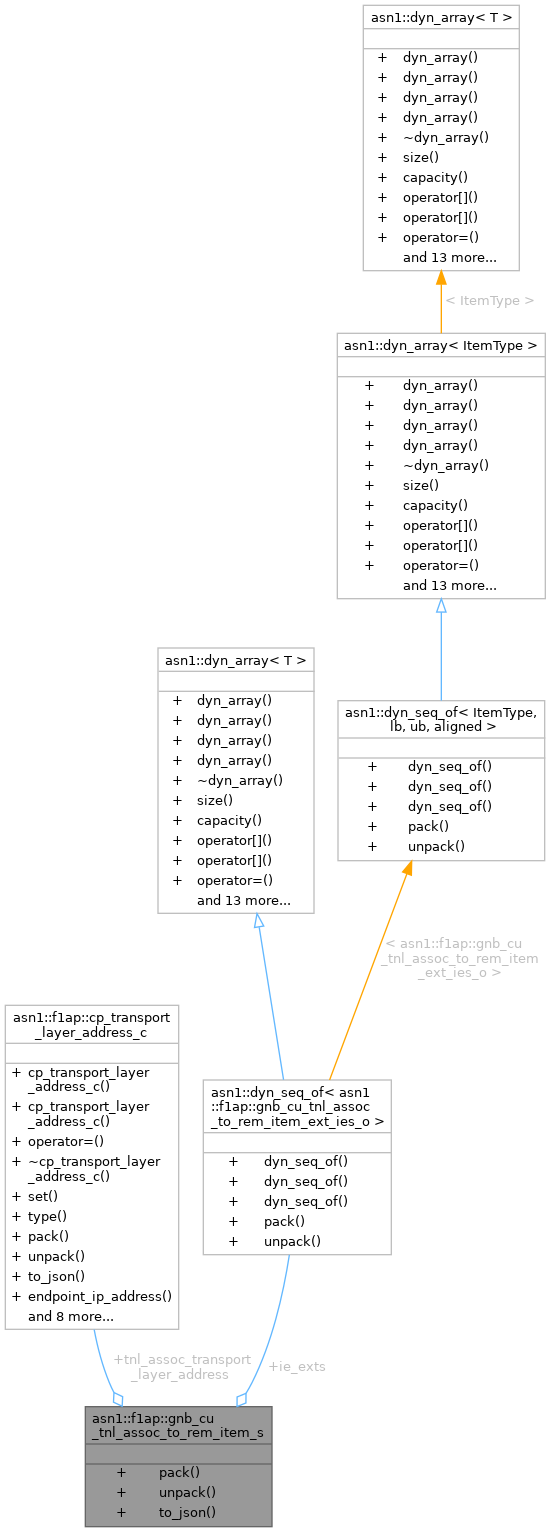 asn1::dyn_array< T >
+ dyn_array()
+ dyn_array()
+ dyn_array()
+ dyn_array()
+ ~dyn_array()
+ size()
+ capacity()
+ operator[]()
+ operator[]()
+ operator=()
and 13 more...
< ItemType >
asn1::dyn_array< ItemType >
+ dyn_array()
+ dyn_array()
+ dyn_array()
+ dyn_array()
+ ~dyn_array()
+ size()
+ capacity()
+ operator[]()
+ operator[]()
+ operator=()
and 13 more...
asn1::dyn_array< T >
+ dyn_array()
+ dyn_array()
+ dyn_array()
+ dyn_array()
+ ~dyn_array()
+ size()
+ capacity()
+ operator[]()
+ operator[]()
+ operator=()
and 13 more...
asn1::dyn_seq_of< ItemType,
lb, ub, aligned >
+ dyn_seq_of()
+ dyn_seq_of()
+ dyn_seq_of()
+ pack()
+ unpack()
< asn1::f1ap::gnb_cu
_tnl_assoc_to_rem_item
_ext_ies_o >
asn1::f1ap::cp_transport
_layer_address_c
+ cp_transport_layer
_address_c()
+ cp_transport_layer
_address_c()
+ operator=()
+ ~cp_transport_layer
_address_c()
+ set()
+ type()
+ pack()
+ unpack()
+ to_json()
+ endpoint_ip_address()
and 8 more...
asn1::dyn_seq_of< asn1
::f1ap::gnb_cu_tnl_assoc
_to_rem_item_ext_ies_o >
+ dyn_seq_of()
+ dyn_seq_of()
+ dyn_seq_of()
+ pack()
+ unpack()
+tnl_assoc_transport
_layer_address
+ie_exts
asn1::f1ap::gnb_cu
_tnl_assoc_to_rem_item_s
+ pack()
+ unpack()
+ to_json()